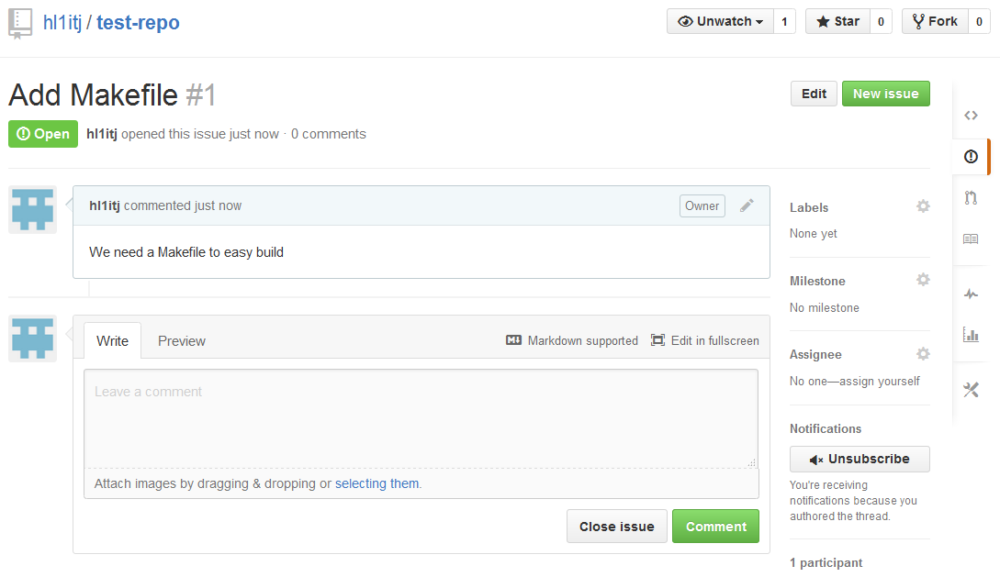 hl1itj / test-repo
Unwatch 1 Star 0 Fork 0
Add Makefile #1
Edit New issue
Open hl1itj opened this issue just now · 0 comments
hl1itj commented just now Owner
We need a Makefile to easy build
Write Preview Markdown supported Edit in fullscreen
Leave a comment
Attach images by dragging & dropping or selecting them.
Close issue Comment
Labels
None yet
Milestone
No milestone
Assignee
No one—assign yourself
Notifications
Unsubscribe
You're receiving
notifications because you
authored the thread.
1 participant